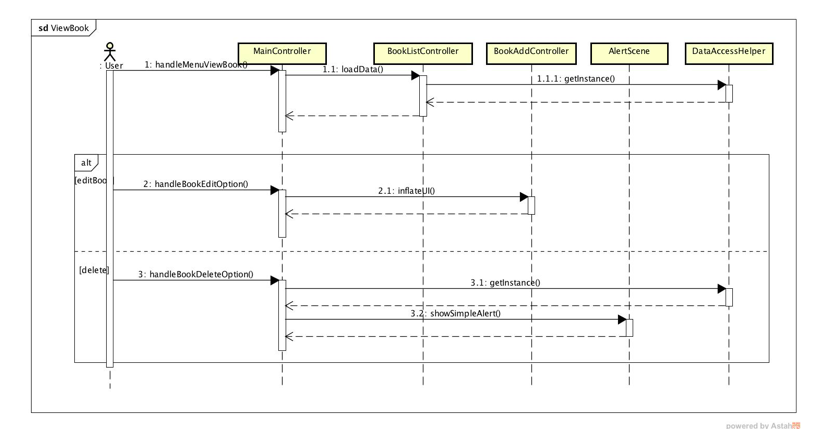 sd ViewBook
MainController
BookListController
BookAddController
AlertScene
DataAccessHelper
: User
1: handleMenuViewBook()
1.1: loadData()
1.1.1: getInstance()
alt
[editBoo
2: handleBookEditOption()
2.1: inflateUI()
[delete]
3: handleBookDeleteOption()
3.1: getInstance()
3.2: showSimpleAlert()
powered by Astah